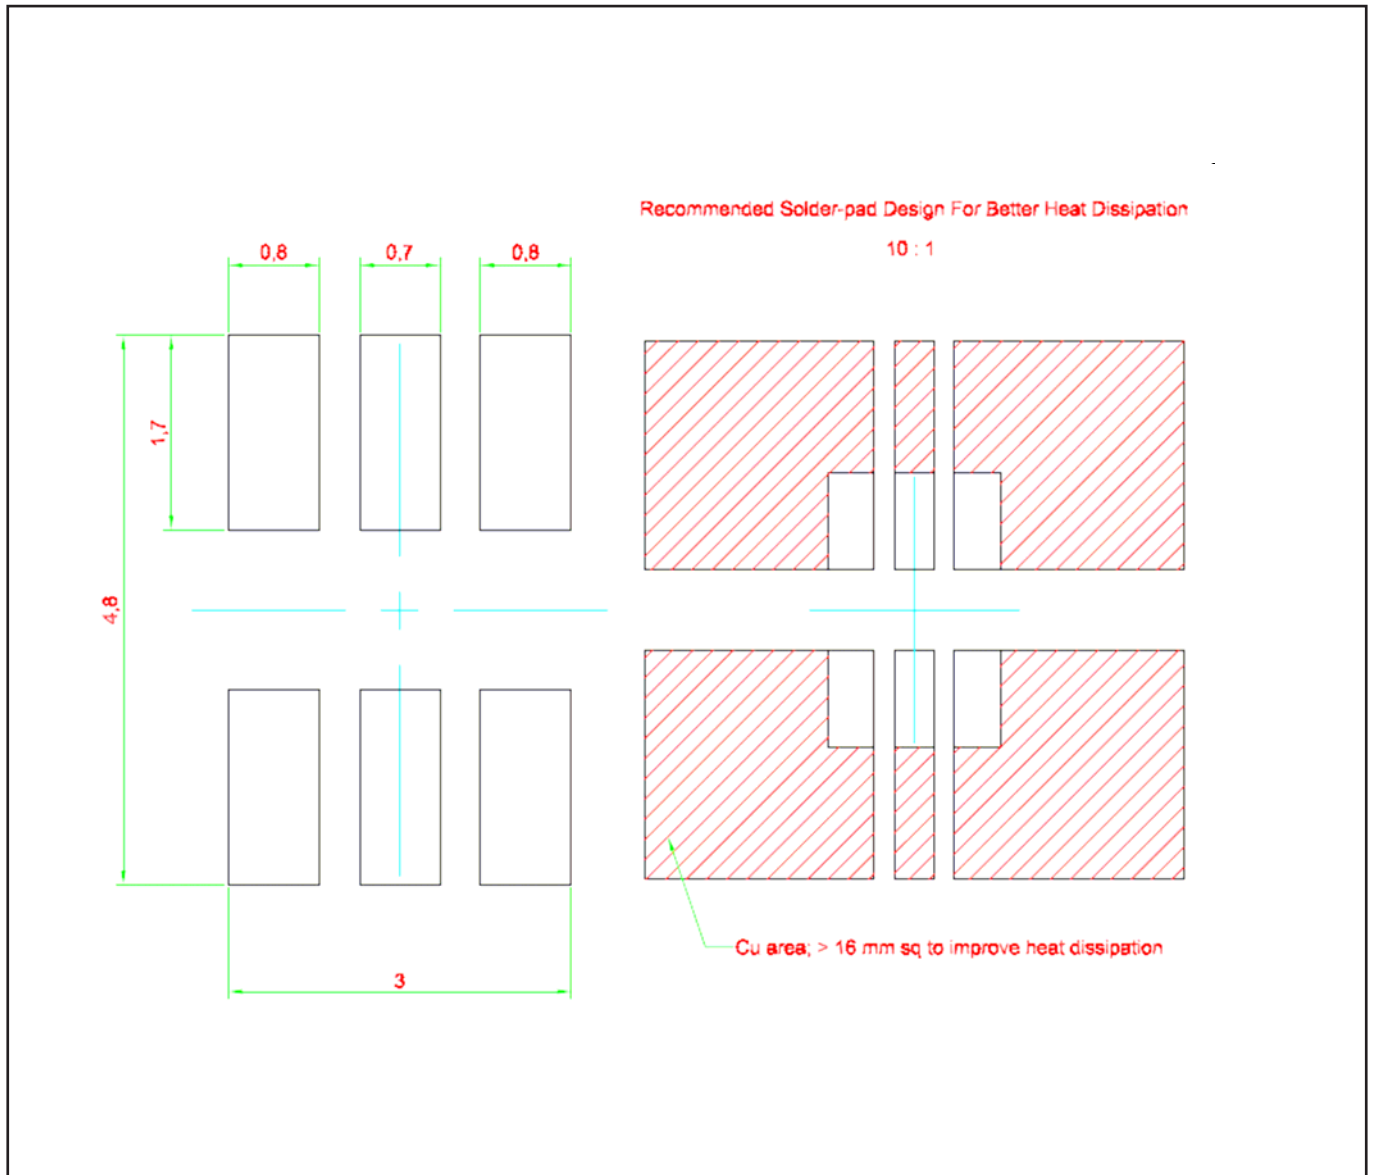 Recommended Solder-pad Design For Better Heat Dissipation
10 : 1
0,8
0,7
0,8
1,7
4,8
Cu area; > 16 mm sq to improve heat dissipation
3